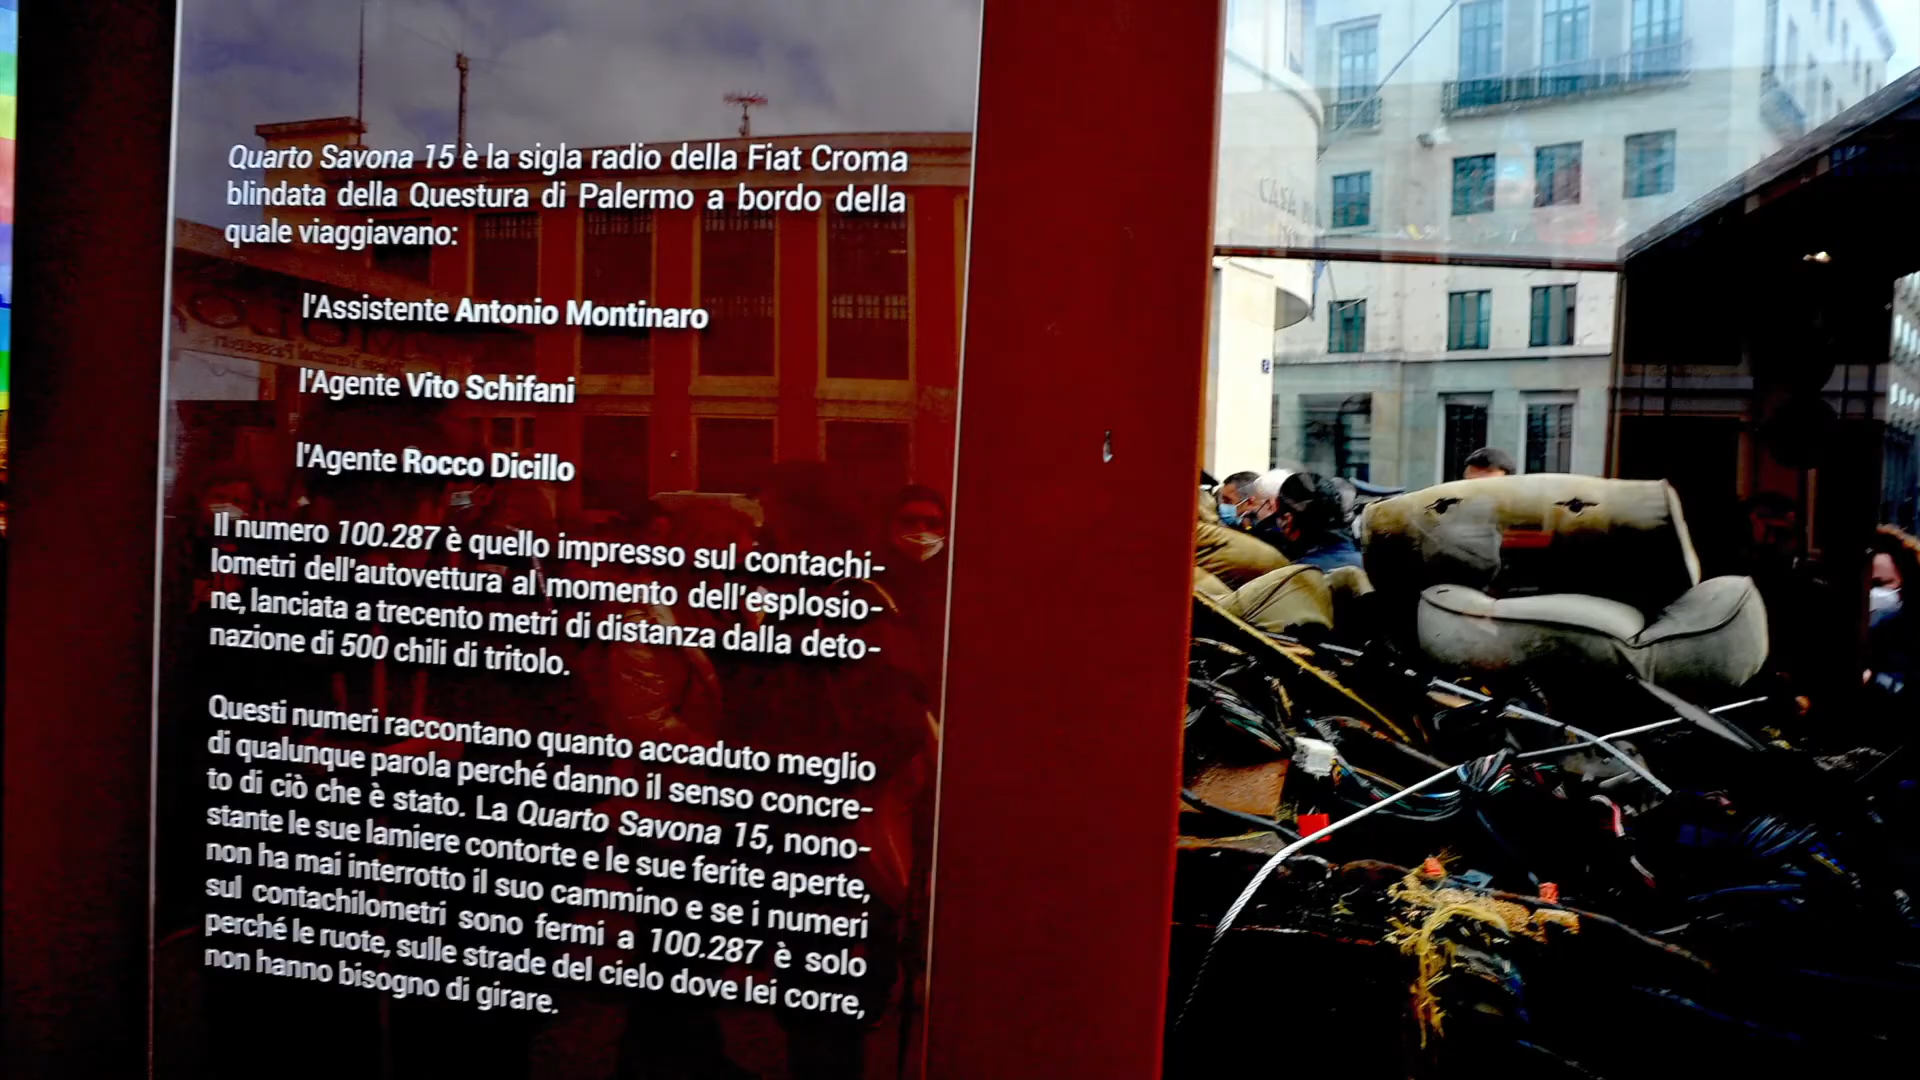 Quarto Savona 15 è la sigla radio della Fiat Croma
blindata della Questura di Palermo a bordo della
quale viaggiavano:
l'Assistente Antonio Montinaro
l'Agente Vito Schifani
l'Agente Rocco Dicillo
Il numero 100.287 è quello impresso sul contachi-
lometri dell'autovettura al momento dell'esplosio-
ne, lanciata a trecento metri di distanza dalla deto-
nazione di 500 chili di tritolo.
Questi numeri raccontano quanto accaduto meglio
di qualunque parola perché danno il senso concre-
to di ciò che è stato. La Quarto Savona 15, nono-
stante le sue lamiere contorte e le sue ferite aperte,
non ha mai interrotto il suo cammino e se i numeri
sul contachilometri sono fermi a 100.287 è solo
perché le ruote, sulle strade del cielo dove lei corre,
non hanno bisogno di girare.
CASA